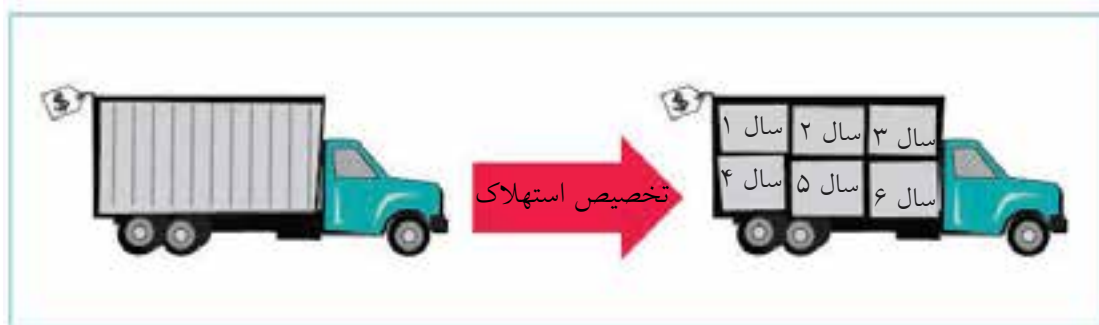 $
تخصیص استهلاک
$
سال ۱ سال ۲ سال ۳
سال ۴ سال ۵ سال ۶